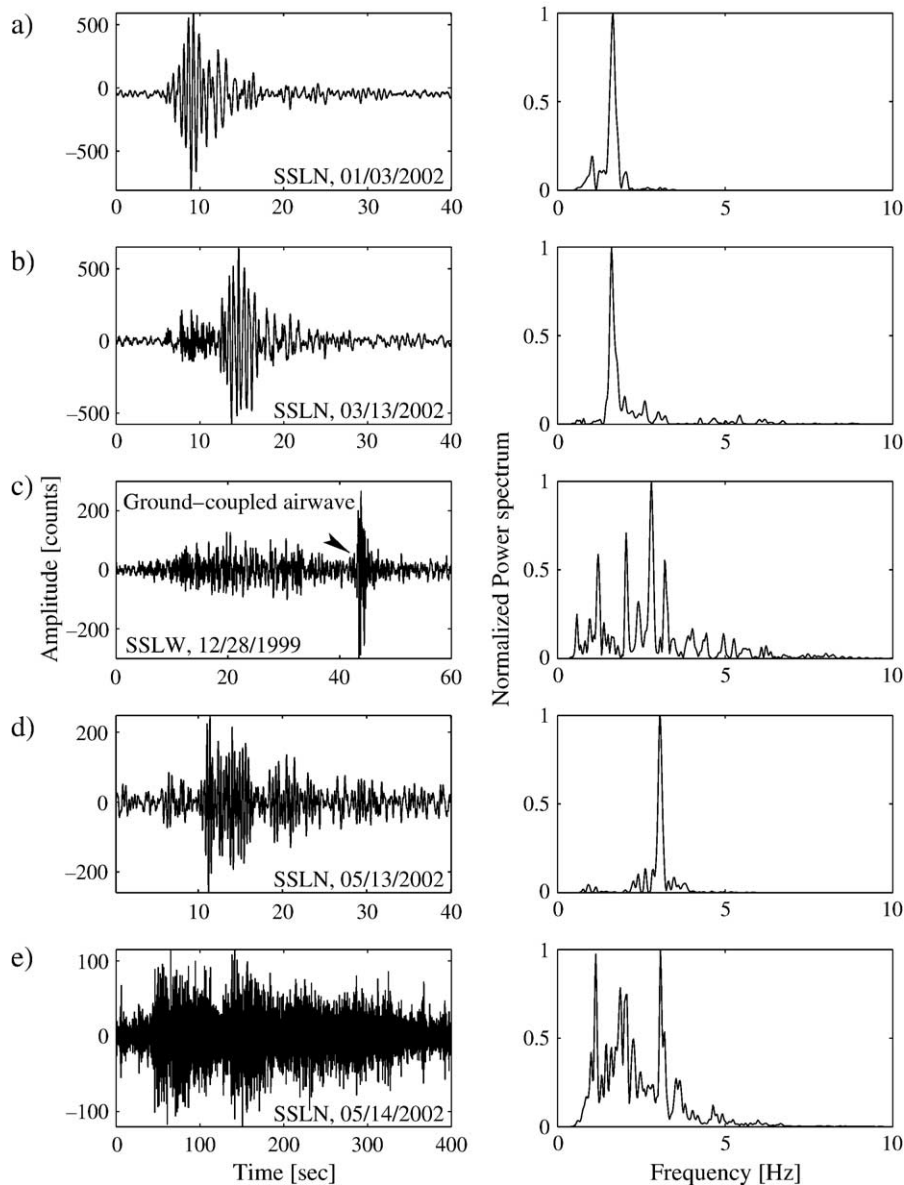 a)
500
0
−500
SSLN, 01/03/2002
0 10 20 30 40
1
0.5
0
0 5 10
b)
500
0
−500
SSLN, 03/13/2002
0 10 20 30 40
1
0.5
0
0 5 10
c)
200
0
−200
Ground−coupled airwave
SSLW, 12/28/1999
0 20 40 60
1
0.5
0
0 5 10
Amplitude [counts]
Normalized Power spectrum
d)
200
0
−200
SSLN, 05/13/2002
10 20 30 40
1
0.5
0
0 5 10
e)
100
0
−100
SSLN, 05/14/2002
0 100 200 300 400
Time [sec]
1
0.5
0
0 5 10
Frequency [Hz]